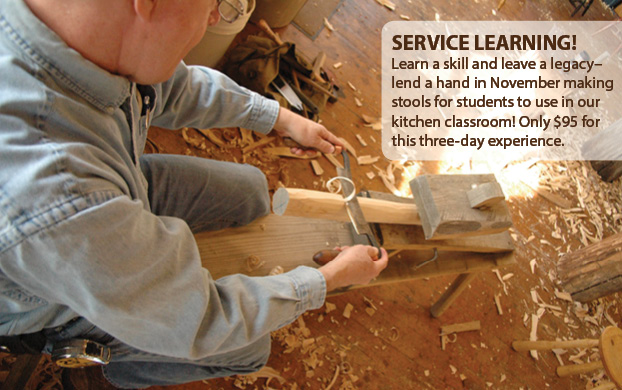 SERVICE LEARNING!
Learn a skill and leave a legacy–
lend a hand in November making
stools for students to use in our
kitchen classroom! Only $95 for
this three-day experience.